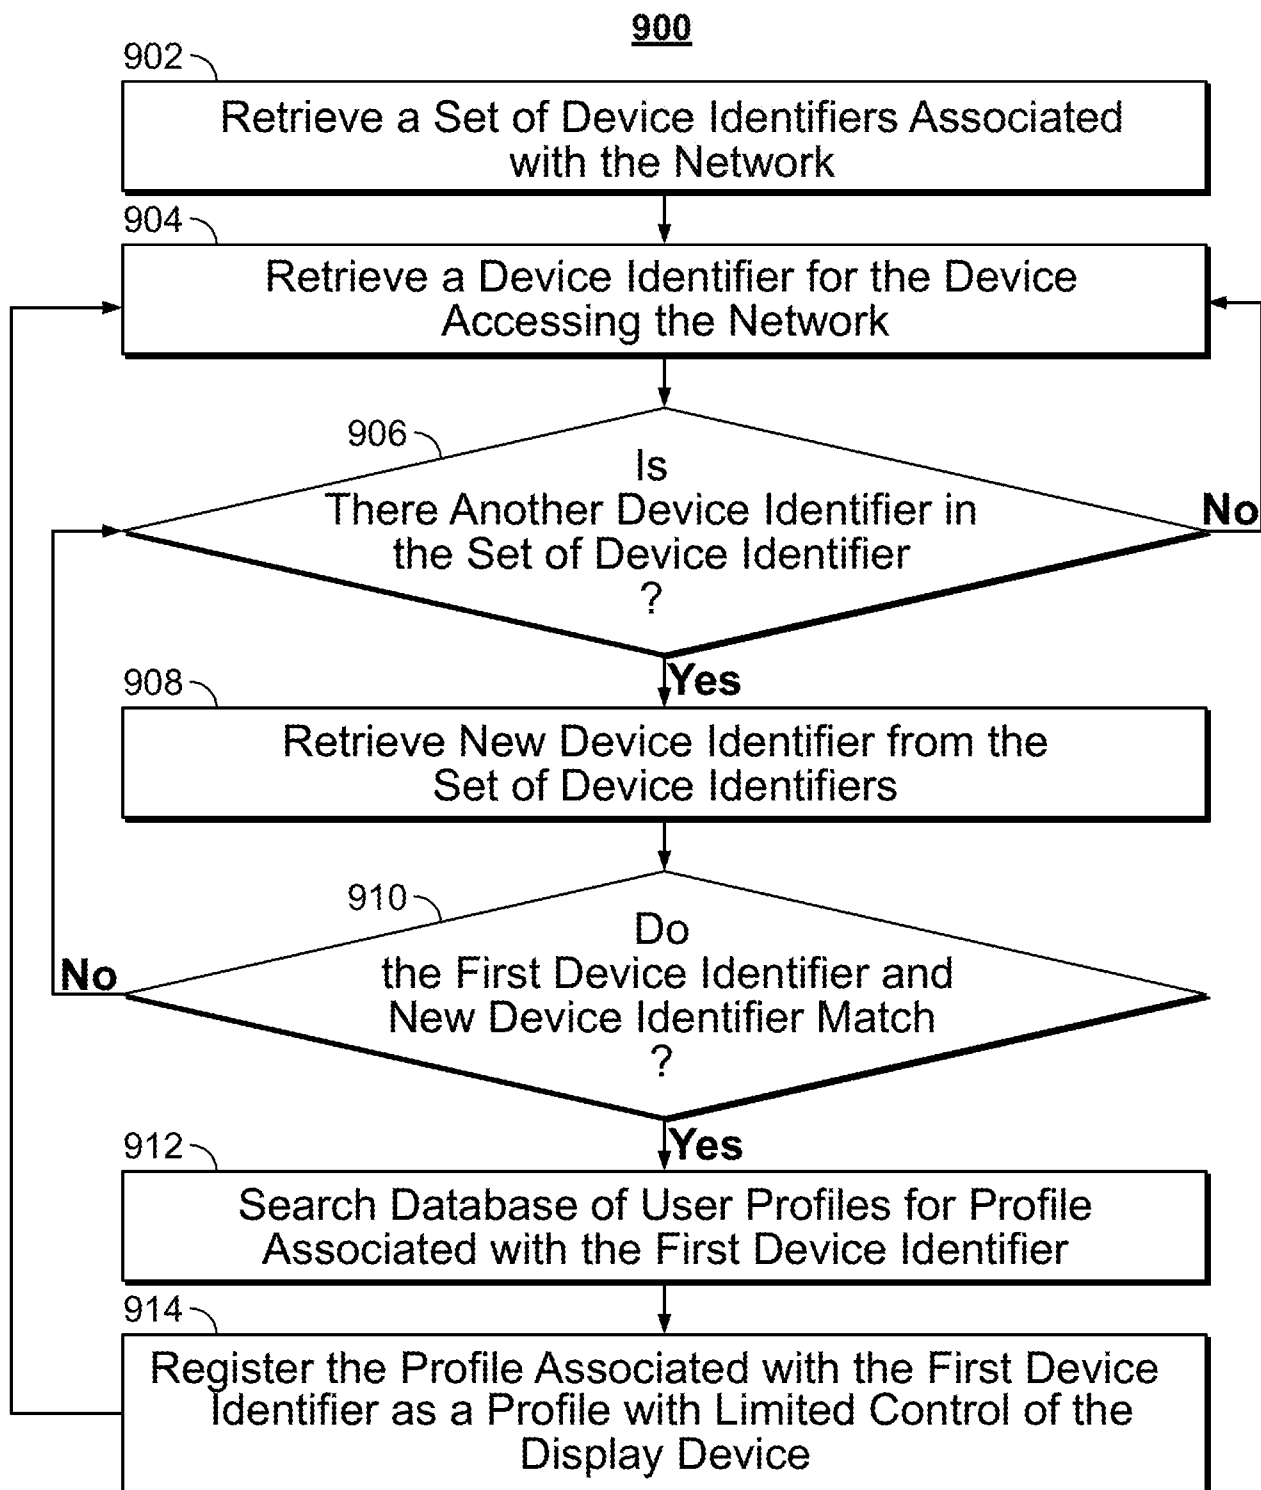 900
902
Retrieve a Set of Device Identifiers Associated
with the Network
904
Retrieve a Device Identifier for the Device
Accessing the Network
906
Is
There Another Device Identifier in
the Set of Device Identifier
?
No
Yes
908
Retrieve New Device Identifier from the
Set of Device Identifiers
910
Do
the First Device Identifier and
New Device Identifier Match
?
No
Yes
912
Search Database of User Profiles for Profile
Associated with the First Device Identifier
914
Register the Profile Associated with the First Device
Identifier as a Profile with Limited Control of the
Display Device